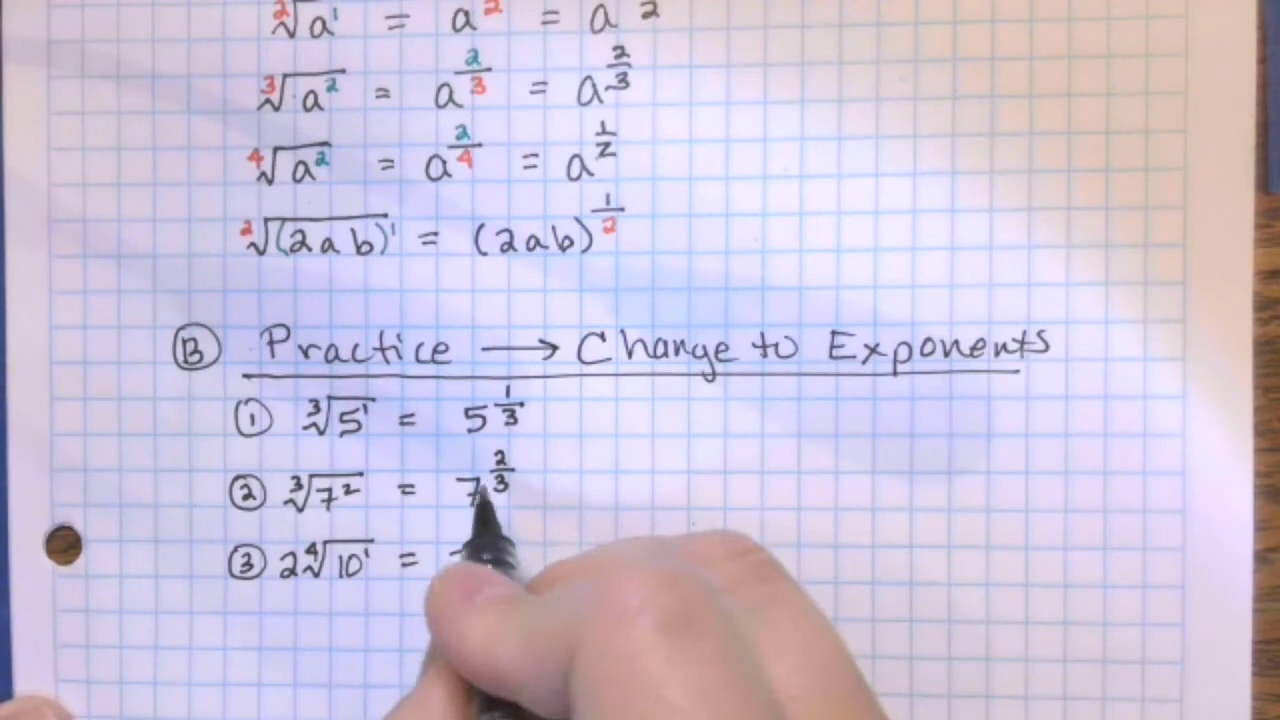 ²√a¹ = a ² = a ²
³√a² = a^(2/3) = a^(2/3)
⁴√a² = a^(2/4) = a^(1/2)
²√(2ab)¹ = (2ab)^(1/2)
Ⓑ Practice → Change to Exponents
① ³√5¹ = 5^(1/3)
② ³√7² = 7^(2/3)
③ 2⁴√10¹ =